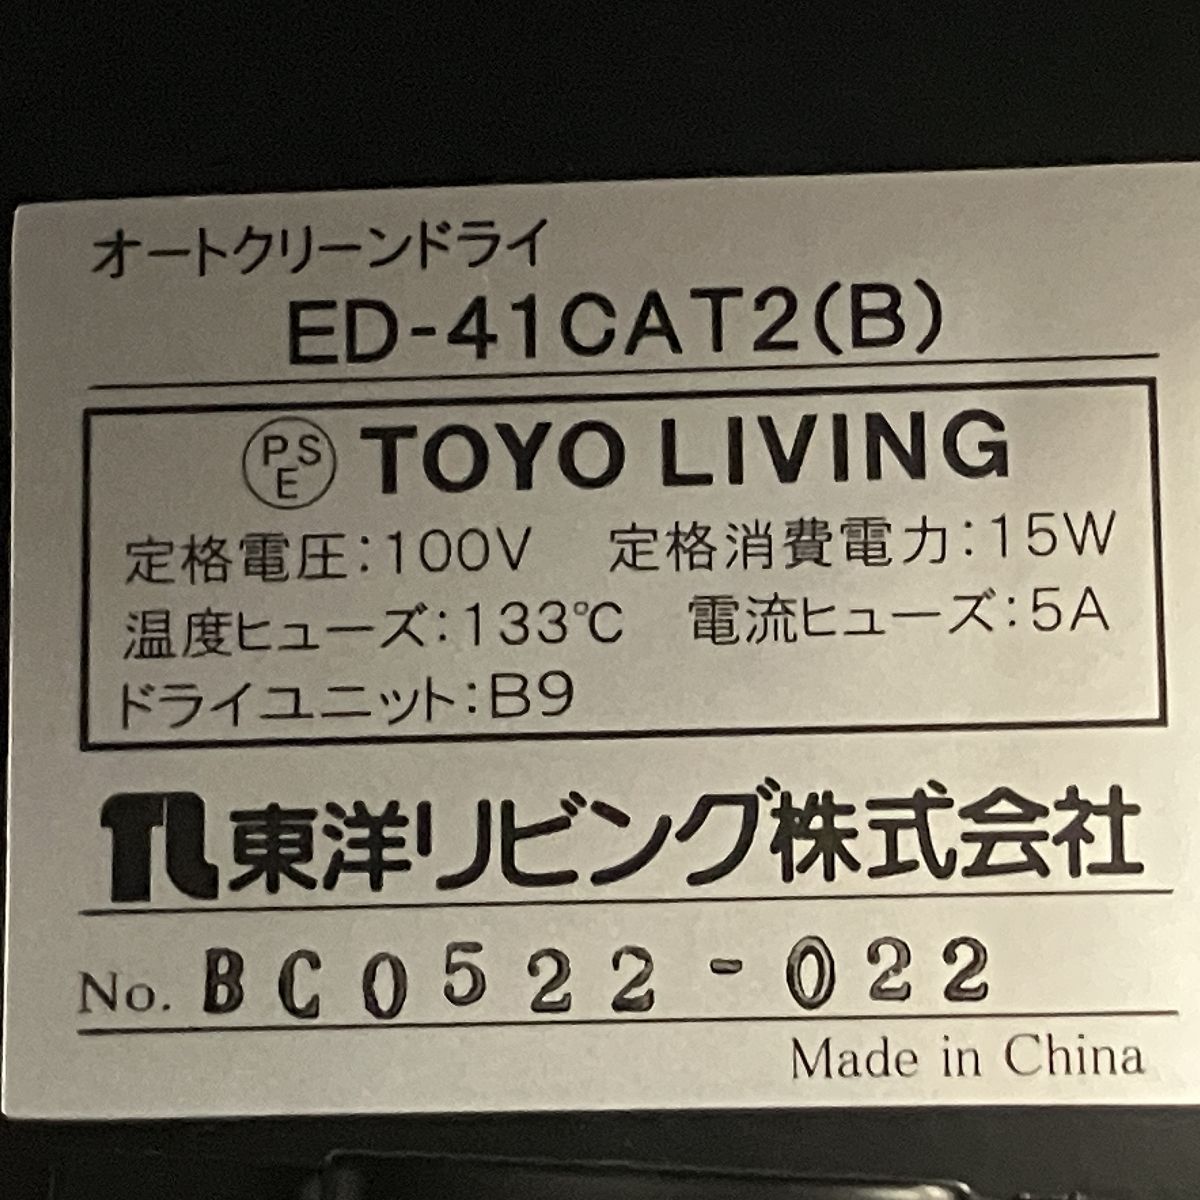 オートクリーンドライ
ED-41CAT2(B)
PSE TOYO LIVING
定格電圧:100V 定格消費電力:15W
温度ヒューズ:133℃ 電流ヒューズ:5A
ドライユニット:B9
TL東洋リビング株式会社
No. BC0522-022
Made in China